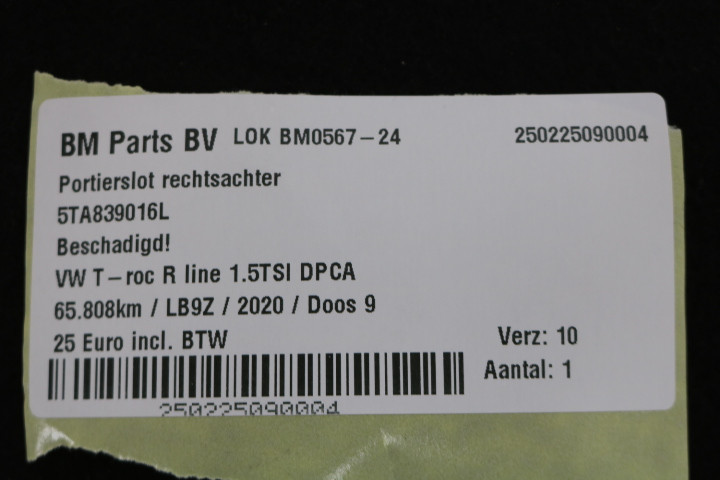 BM Parts BV LOK BM0567-24 250225090004
Portierslot rechtsachter
5TA839016L
Beschadigd!
VW T-roc R line 1.5TSI DPCA
65.808km / LB9Z / 2020 / Doos 9
25 Euro incl. BTW Verz: 10
Aantal: 1
250225090004